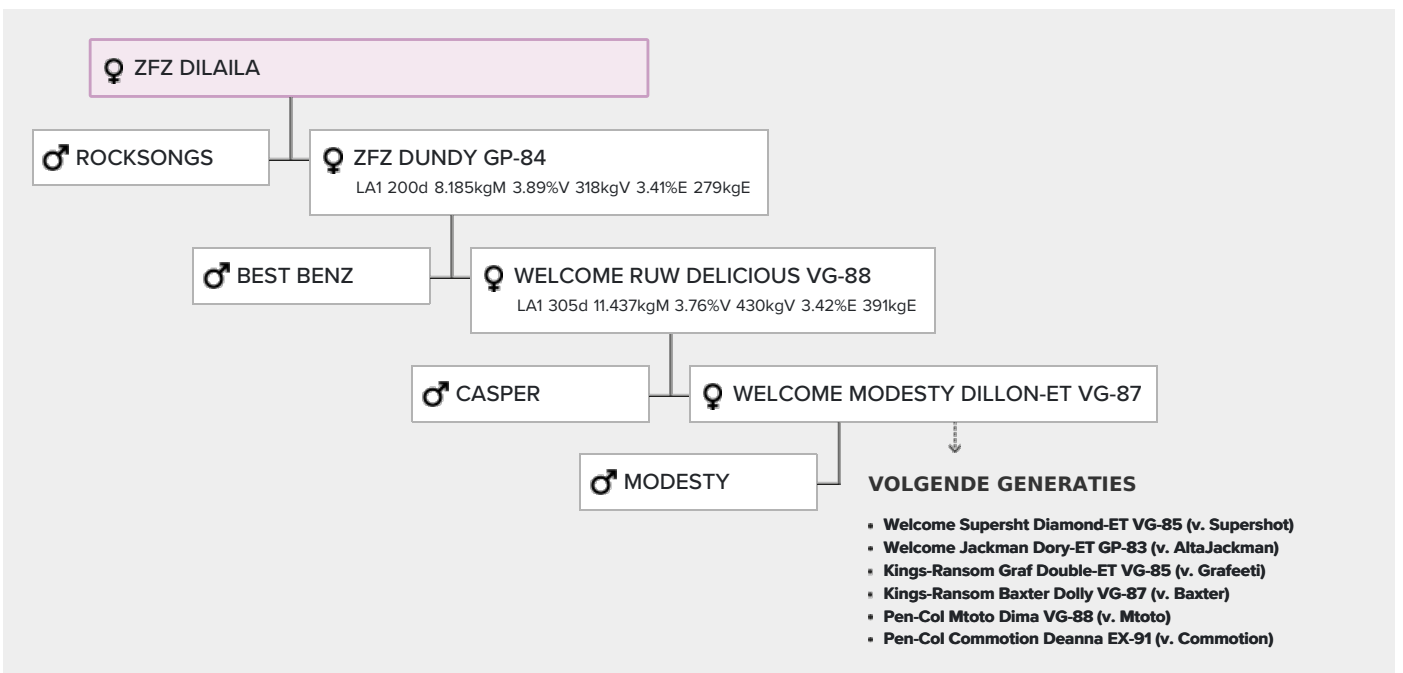 ZFZ DILAILA
ROCKSONGS
ZFZ DUNDY GP-84
LA1 200d 8.185kgM 3.89%V 318kgV 3.41%E 279kgE
BEST BENZ
WELCOME RUW DELICIOUS VG-88
LA1 305d 11.437kgM 3.76%V 430kgV 3.42%E 391kgE
CASPER
WELCOME MODESTY DILLON-ET VG-87
MODESTY
VOLGENDE GENERATIES
• Welcome Supersht Diamond-ET VG-85 (v. Supershot)
• Welcome Jackman Dory-ET GP-83 (v. AltaJackman)
• Kings-Ransom Graf Double-ET VG-85 (v. Grafeeti)
• Kings-Ransom Baxter Dolly VG-87 (v. Baxter)
• Pen-Col Mtoto Dima VG-88 (v. Mtoto)
• Pen-Col Commotion Deanna EX-91 (v. Commotion)